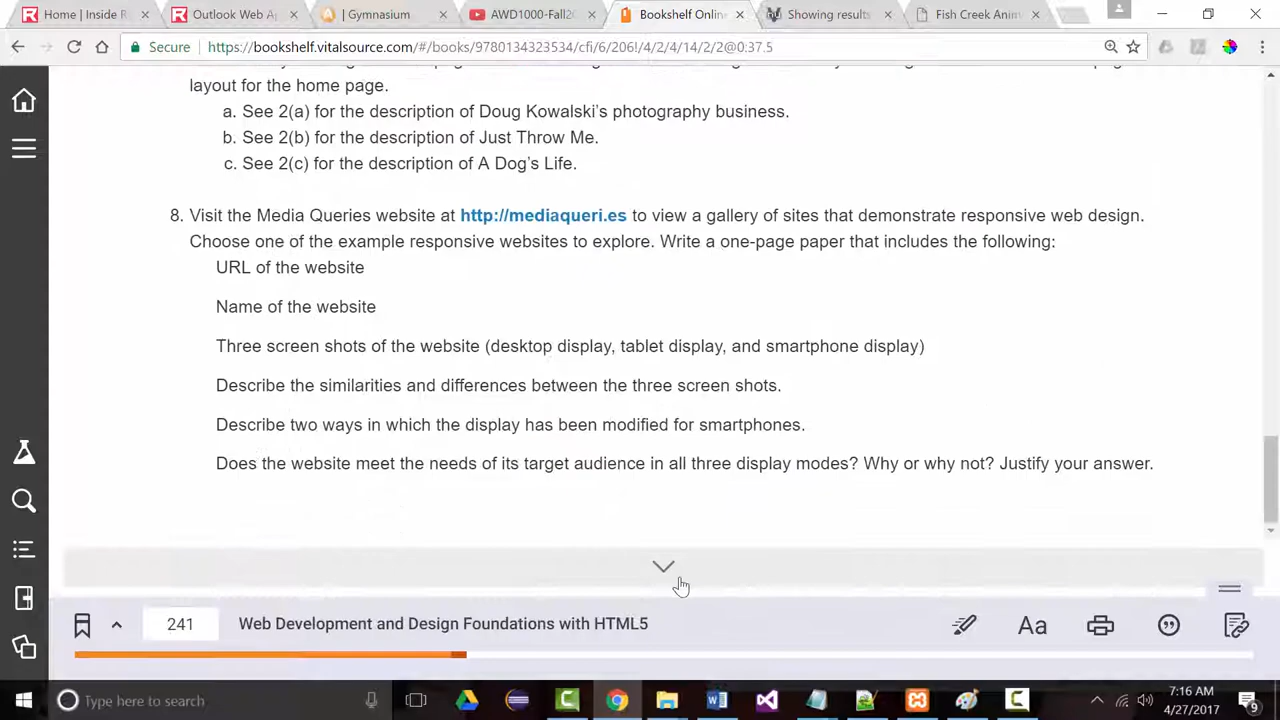 Home | Inside R
Outlook Web Ap
| Gymnasium
AWD1000-Fall20
Bookshelf Online
Showing results
Fish Creek Anim
Secure
https://bookshelf.vitalsource.com/#/books/9780134323534/cfi/6/206!/4/2/4/14/2/2@0:37.5
layout for the home page.
a. See 2(a) for the description of Doug Kowalski's photography business.
b. See 2(b) for the description of Just Throw Me.
c. See 2(c) for the description of A Dog's Life.
8. Visit the Media Queries website at http://mediaqueri.es to view a gallery of sites that demonstrate responsive web design.
Choose one of the example responsive websites to explore. Write a one-page paper that includes the following:
URL of the website
Name of the website
Three screen shots of the website (desktop display, tablet display, and smartphone display)
Describe the similarities and differences between the three screen shots.
Describe two ways in which the display has been modified for smartphones.
Does the website meet the needs of its target audience in all three display modes? Why or why not? Justify your answer.
241
Web Development and Design Foundations with HTML5
Aa
Type here to search
7:16 AM
4/27/2017
9